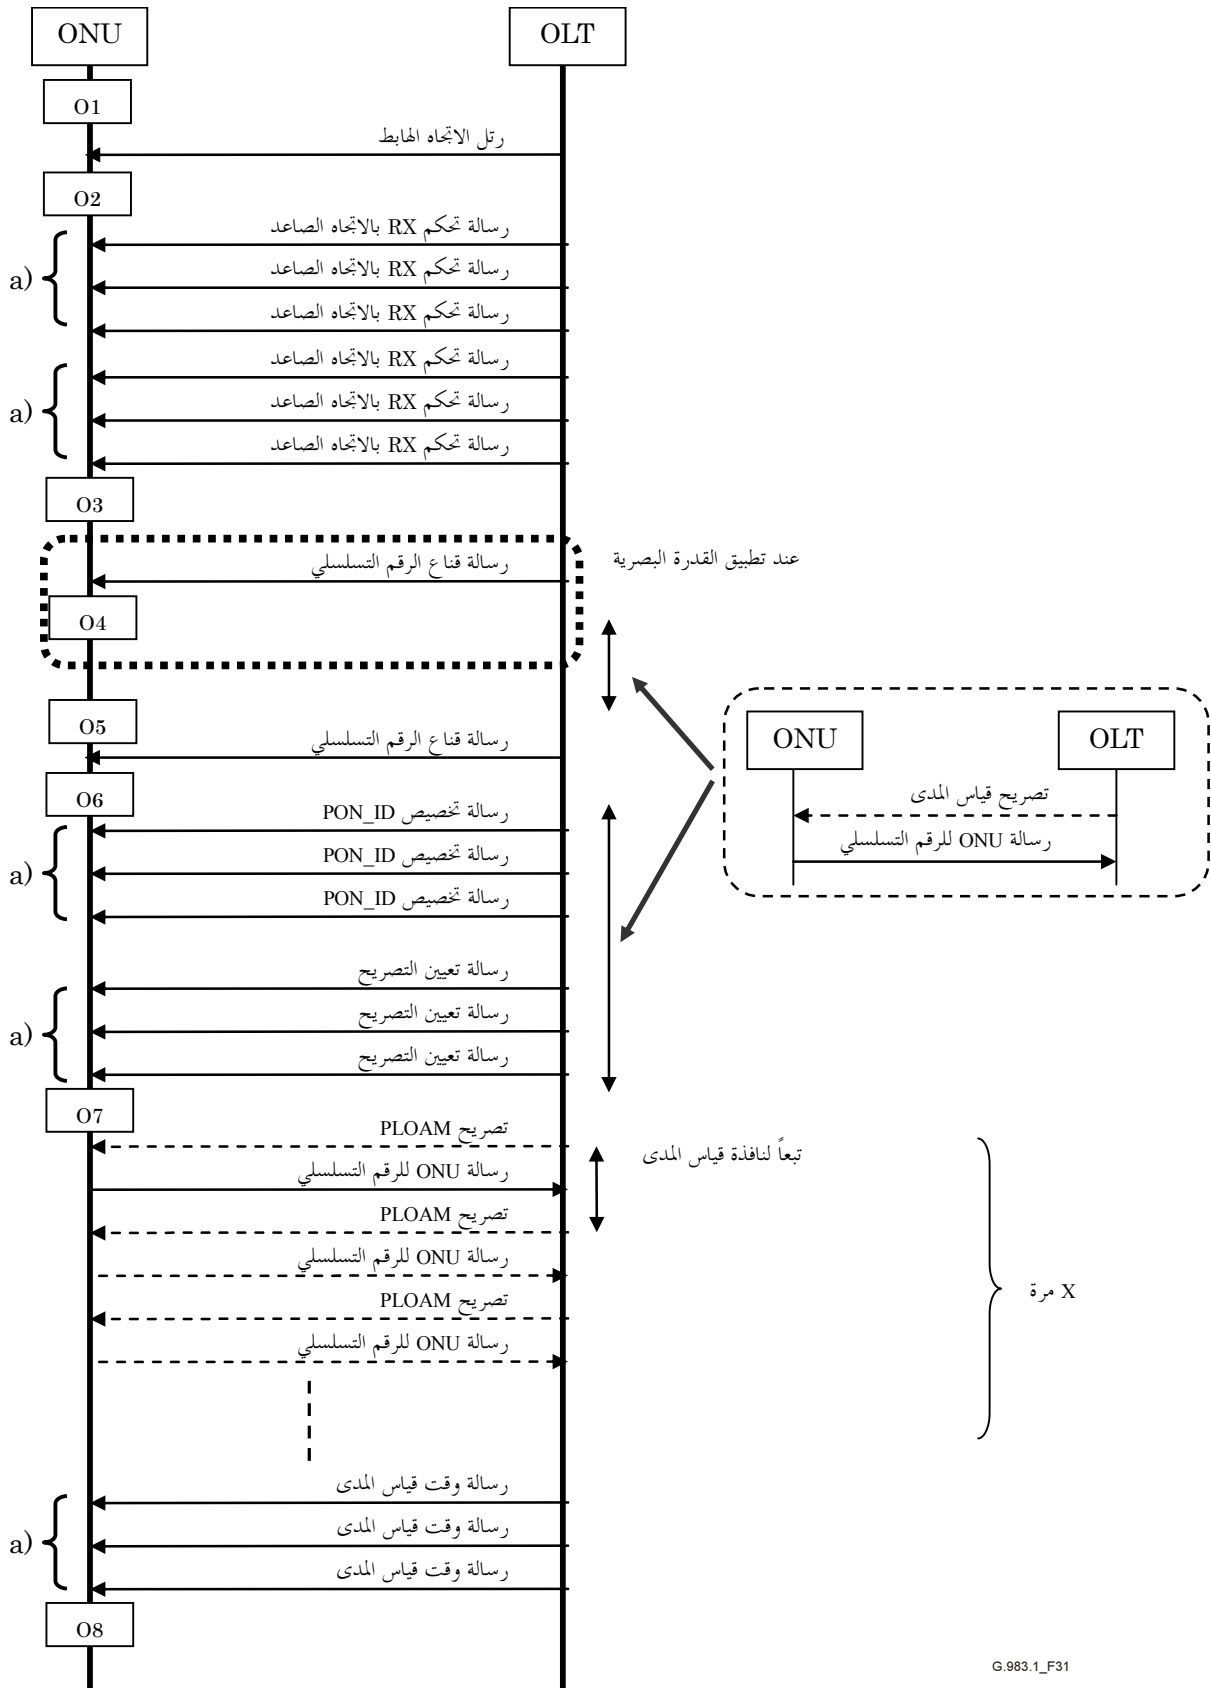 ONU
OLT
O1
رتل الاتجاه الهابط
O2
رسالة تحكم RX بالاتجاه الصاعد
رسالة تحكم RX بالاتجاه الصاعد
a)
رسالة تحكم RX بالاتجاه الصاعد
رسالة تحكم RX بالاتجاه الصاعد
رسالة تحكم RX بالاتجاه الصاعد
a)
رسالة تحكم RX بالاتجاه الصاعد
O3
عند تطبيق القدرة البصرية
رسالة قناع الرقم التسلسلي
O4
O5
رسالة قناع الرقم التسلسلي
ONU
OLT
تصريح قياس المدى
رسالة ONU للرقم التسلسلي
O6
رسالة تخصيص PON_ID
رسالة تخصيص PON_ID
a)
رسالة تخصيص PON_ID
رسالة تعيين التصريح
رسالة تعيين التصريح
a)
رسالة تعيين التصريح
O7
تصريح PLOAM
تبعاً لنافذة قياس المدى
رسالة ONU للرقم التسلسلي
تصريح PLOAM
رسالة ONU للرقم التسلسلي
X مرة
تصريح PLOAM
رسالة ONU للرقم التسلسلي
رسالة وقت قياس المدى
رسالة وقت قياس المدى
a)
رسالة وقت قياس المدى
O8
G.983.1_F31